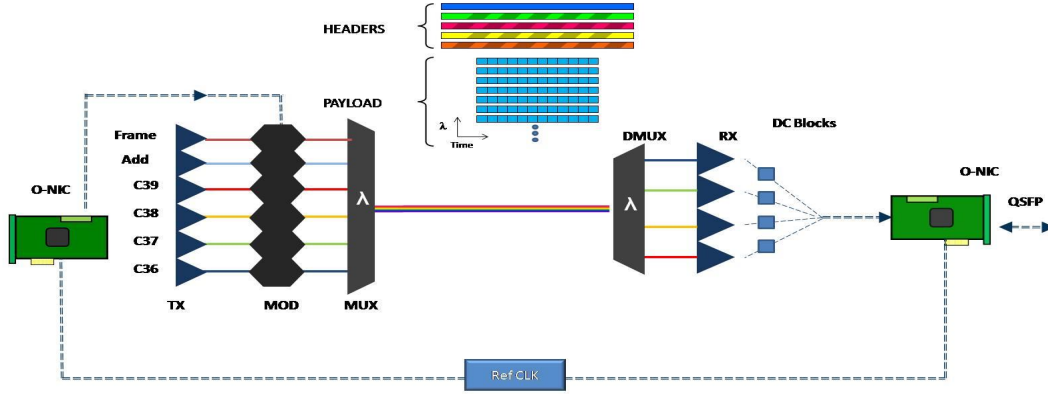 HEADERS
PAYLOAD
λ
Time
Frame
Add
C39
C38
C37
C36
O-NIC
TX
MOD
MUX
λ
DMUX
λ
RX
DC Blocks
O-NIC
QSFP
Ref CLK